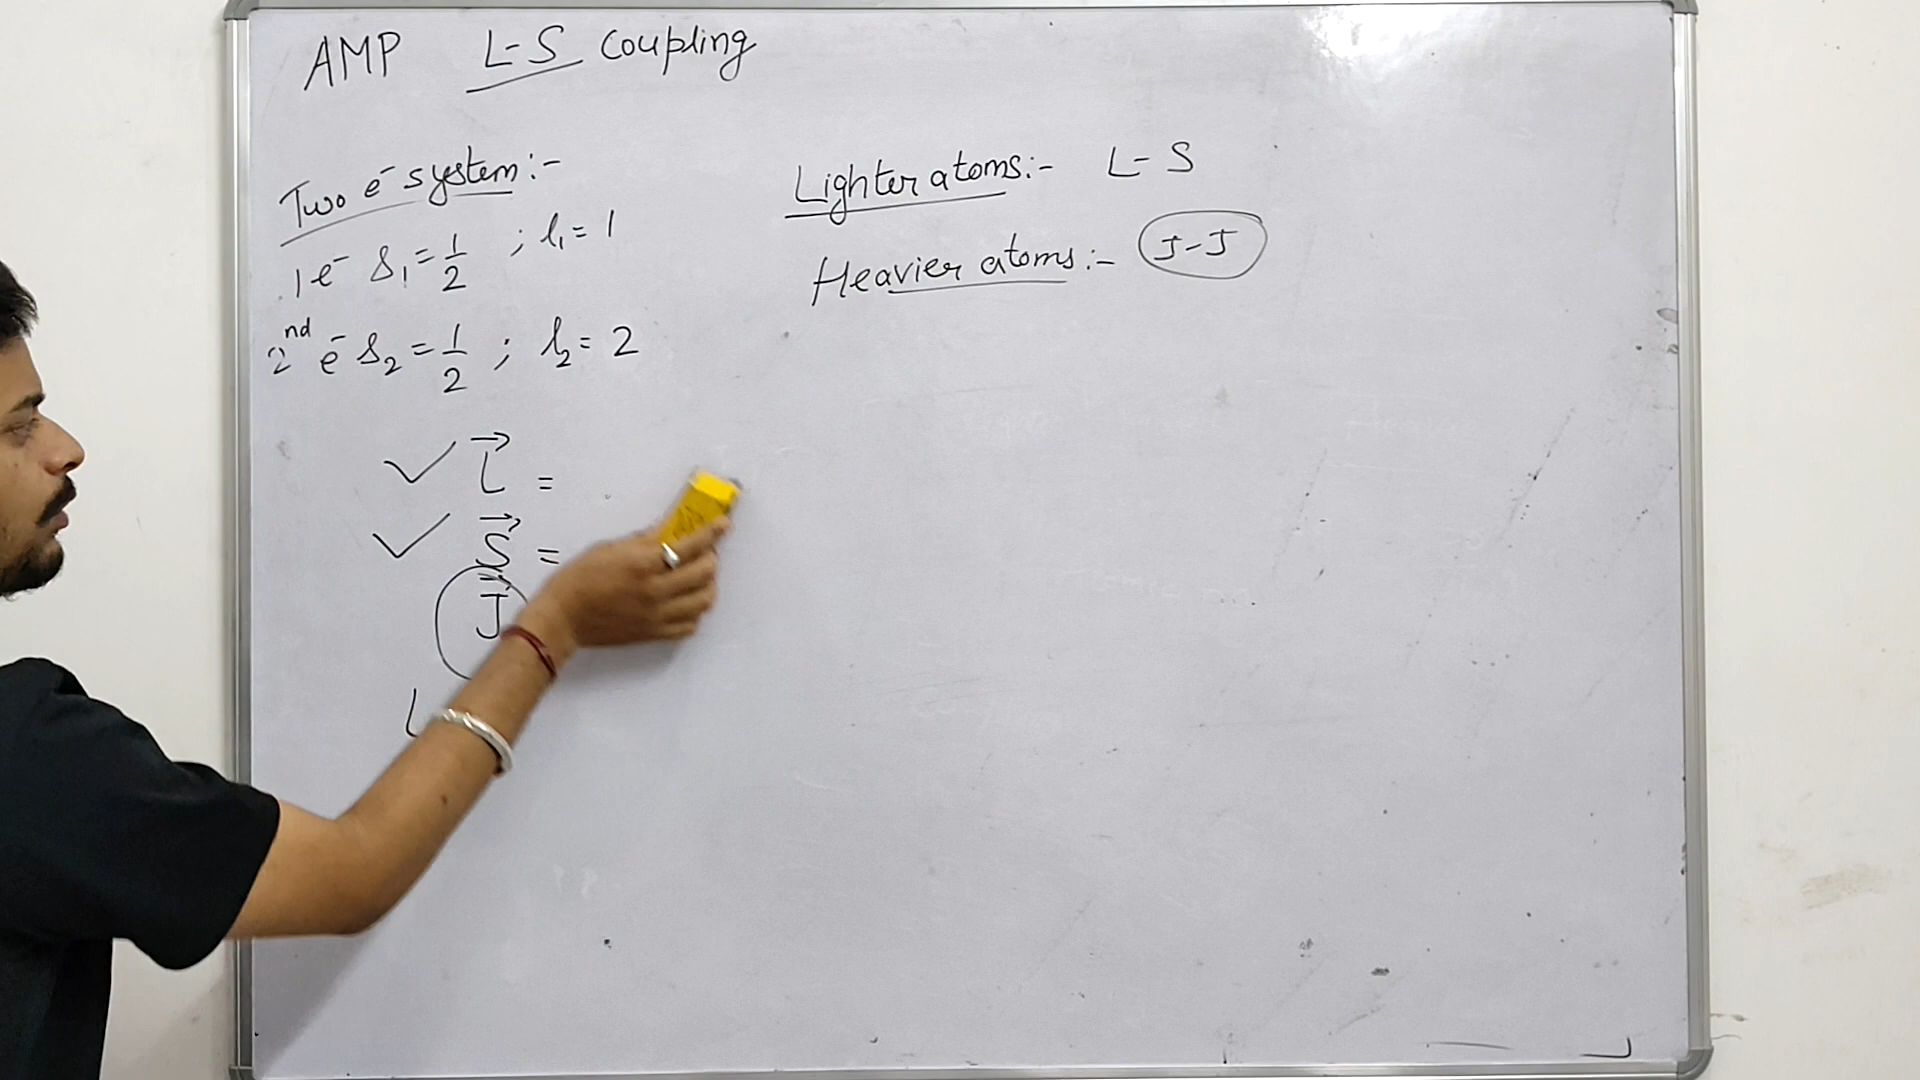 AMP L-S Coupling
Two e⁻ system:-
1 e⁻ s₁ = 1/2 ; l₁ = 1
2nd e⁻ s₂ = 1/2 ; l₂ = 2
✓ L⃗ =
✓ S⃗ =
J
L
Lighter atoms:- L-S
Heavier atoms:- J-J